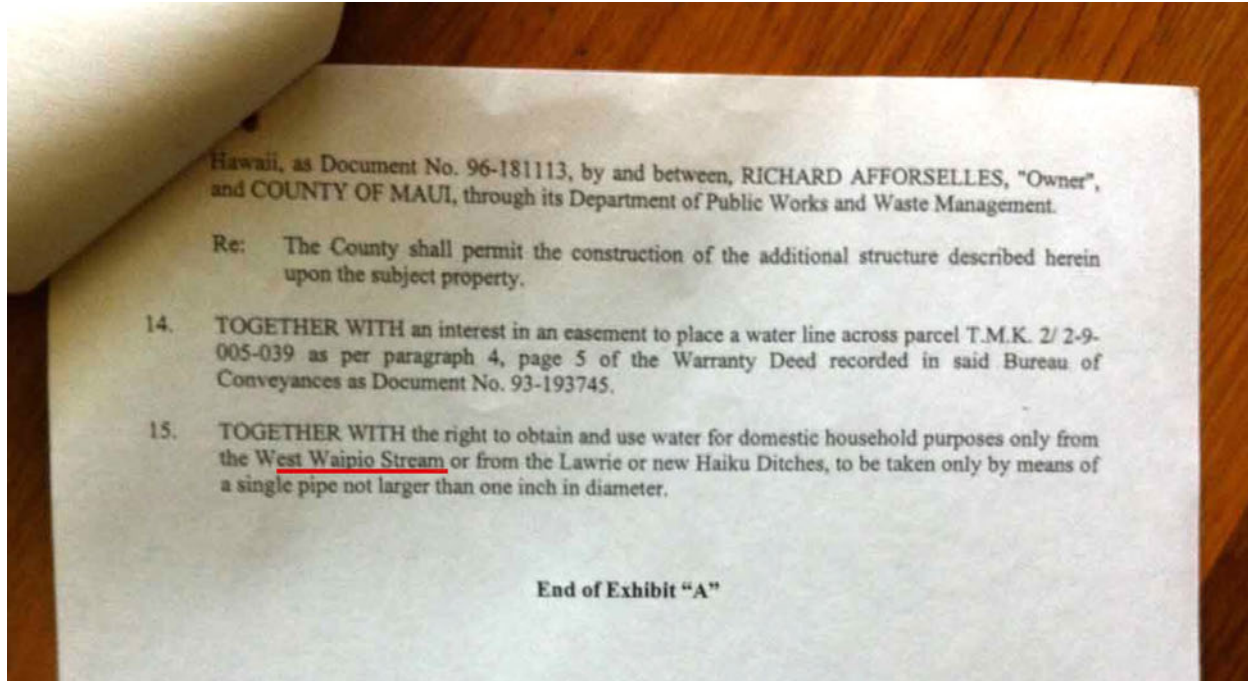 Hawaii, as Document No. 96-181113, by and between, RICHARD AFFORSELLES, "Owner",
and COUNTY OF MAUI, through its Department of Public Works and Waste Management.
Re: The County shall permit the construction of the additional structure described herein
upon the subject property.
14. TOGETHER WITH an interest in an easement to place a water line across parcel T.M.K. 2/ 2-9-
005-039 as per paragraph 4, page 5 of the Warranty Deed recorded in said Bureau of
Conveyances as Document No. 93-193745.
15. TOGETHER WITH the right to obtain and use water for domestic household purposes only from
the West Waipio Stream or from the Lawrie or new Haiku Ditches, to be taken only by means of
a single pipe not larger than one inch in diameter.
End of Exhibit “A”